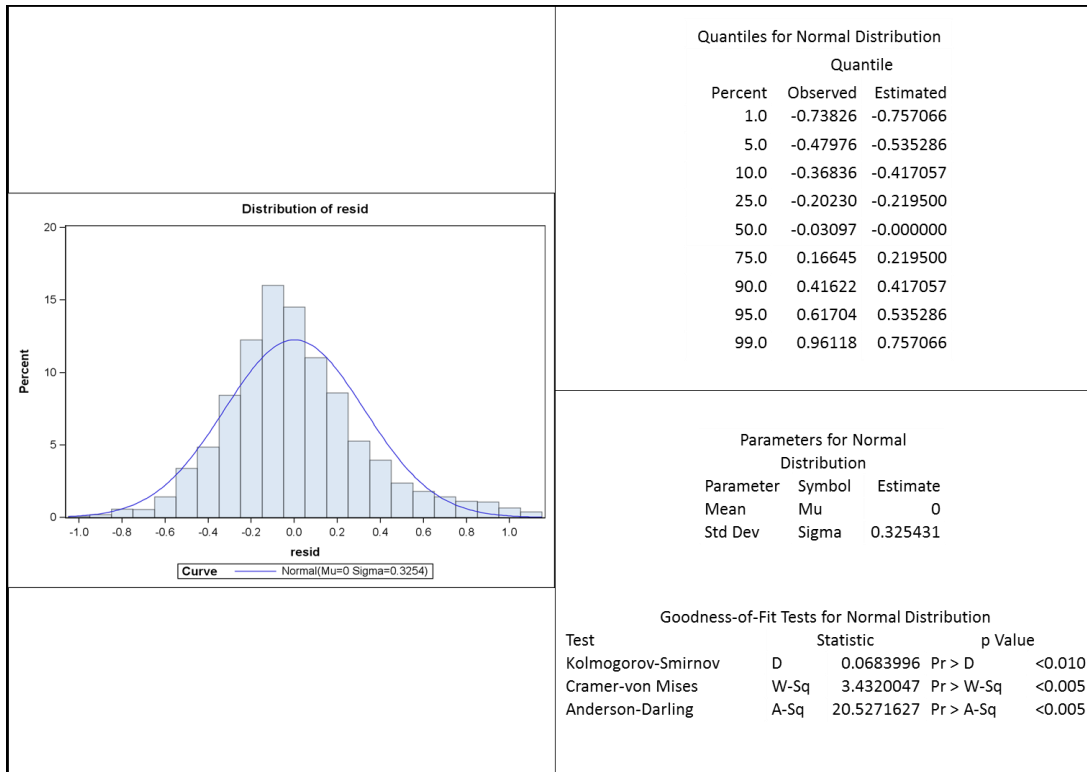 Distribution of resid
20
15
10
5
0
Percent
-1.0 -0.8 -0.6 -0.4 -0.2 0.0 0.2 0.4 0.6 0.8 1.0
resid
Curve Normal(Mu=0 Sigma=0.3254)
Quantiles for Normal Distribution
Quantile
Percent Observed Estimated
1.0 -0.73826 -0.757066
5.0 -0.47976 -0.535286
10.0 -0.36836 -0.417057
25.0 -0.20230 -0.219500
50.0 -0.03097 -0.000000
75.0 0.16645 0.219500
90.0 0.41622 0.417057
95.0 0.61704 0.535286
99.0 0.96118 0.757066
Parameters for Normal
Distribution
Parameter Symbol Estimate
Mean Mu 0
Std Dev Sigma 0.325431
Goodness-of-Fit Tests for Normal Distribution
Test Statistic p Value
Kolmogorov-Smirnov D 0.0683996 Pr > D <0.010
Cramer-von Mises W-Sq 3.4320047 Pr > W-Sq <0.005
Anderson-Darling A-Sq 20.5271627 Pr > A-Sq <0.005